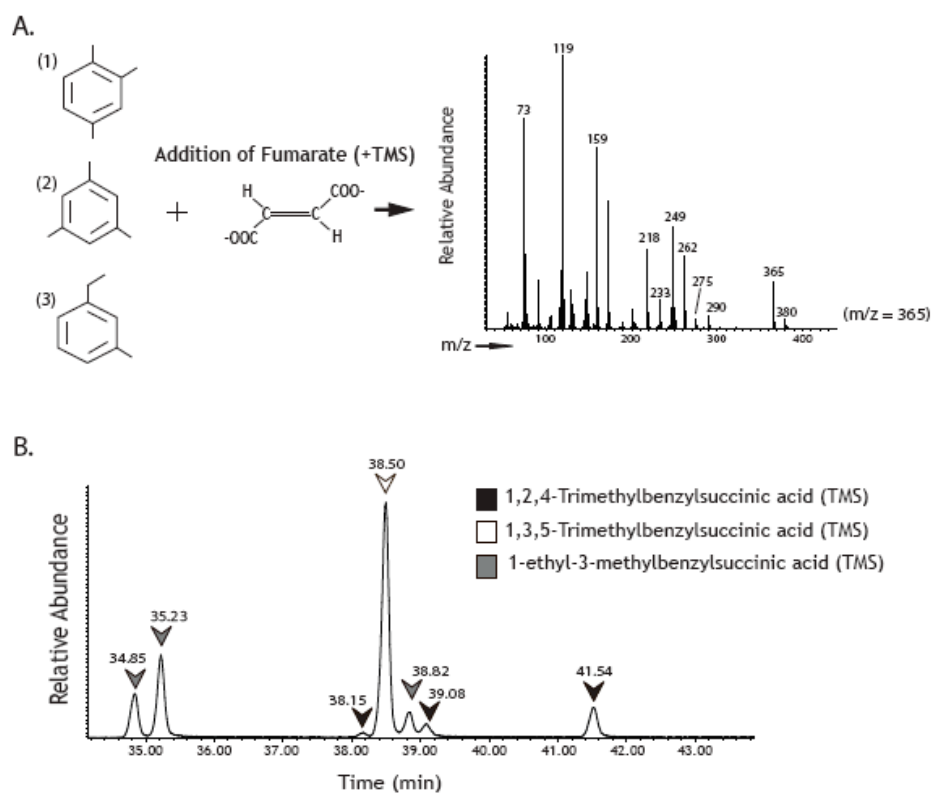 A.
(1)
(2)
(3)
Addition of Fumarate (+TMS)
+
H
COO-
C
C
-OOC
H
Relative Abundance
119
73
159
249
218
262
233
275
290
365
380
(m/z = 365)
100
200
300
400
m/z
B.
38.50
35.23
34.85
38.15
38.82
39.08
41.54
1,2,4-Trimethylbenzylsuccinic acid (TMS)
1,3,5-Trimethylbenzylsuccinic acid (TMS)
1-ethyl-3-methylbenzylsuccinic acid (TMS)
Relative Abundance
35.00 36.00 37.00 38.00 39.00 40.00 41.00 42.00 43.00
Time (min)